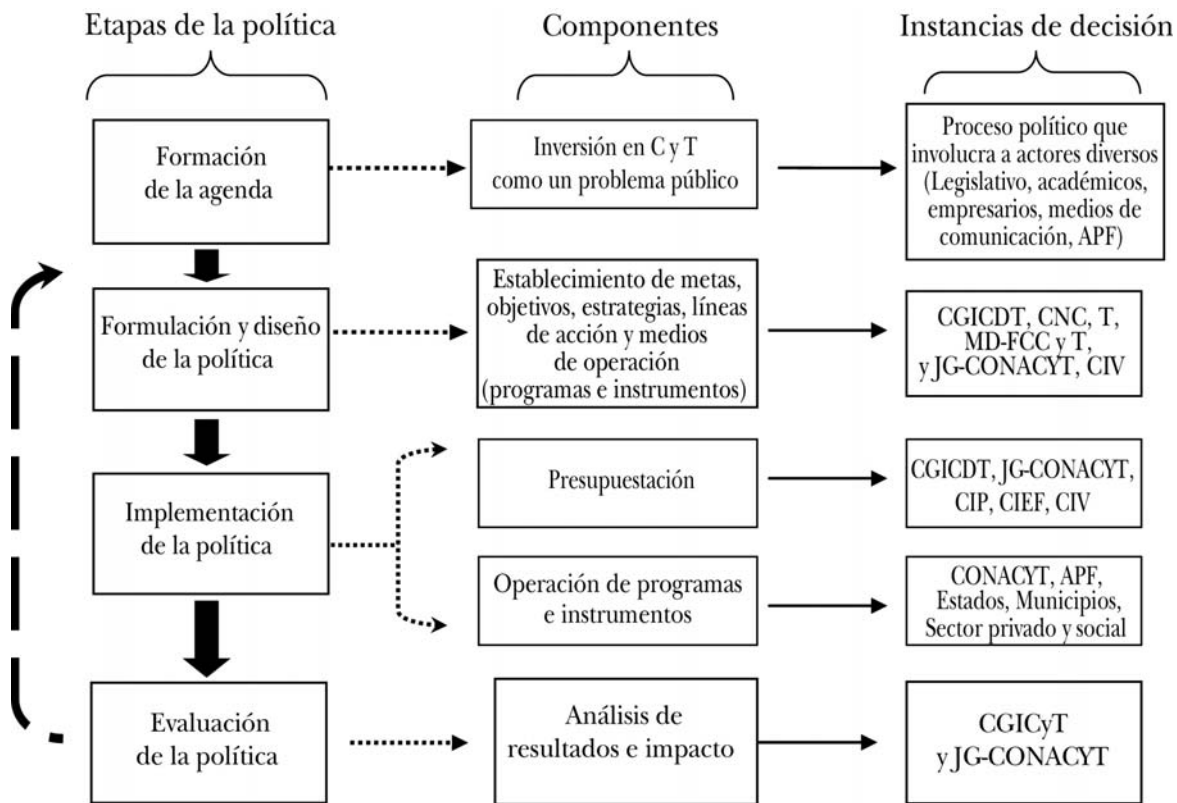 Etapas de la política
Componentes
Instancias de decisión
Formación
de la agenda
Inversión en C y T
como un problema público
Proceso político que
involucra a actores diversos
(Legislativo, académicos,
empresarios, medios de
comunicación, APF)
Formulación y diseño
de la política
Establecimiento de metas,
objetivos, estrategias, líneas
de acción y medios
de operación
(programas e instrumentos)
CGICDT, CNC, T,
MD-FCC y T,
y JG-CONACYT, CIV
Implementación
de la política
Presupuestación
CGICDT, JG-CONACYT,
CIP, CIEF, CIV
Operación de programas
e instrumentos
CONACYT, APF,
Estados, Municipios,
Sector privado y social
Evaluación
de la política
Análisis de
resultados e impacto
CGICyT
y JG-CONACYT